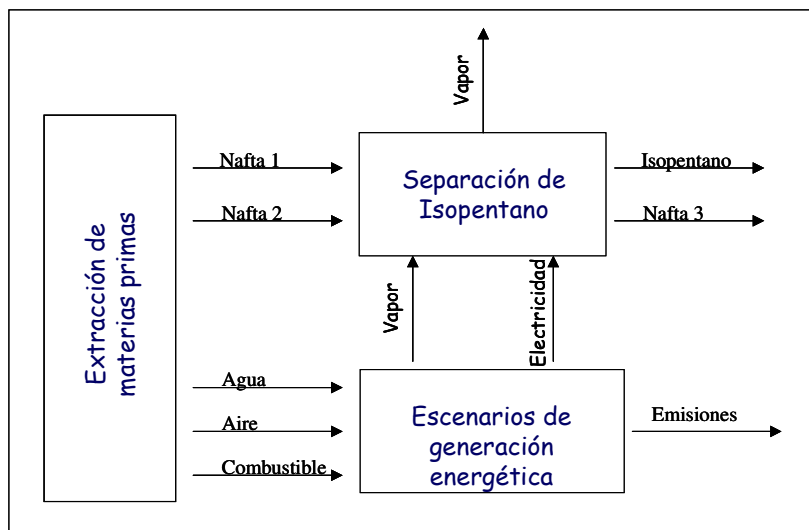 Vapor
Extracción de
materias primas
Nafta 1
Nafta 2
Separación de
Isopentano
Isopentano
Nafta 3
Vapor
Electricidad
Agua
Aire
Combustible
Escenarios de
generación
energética
Emisiones